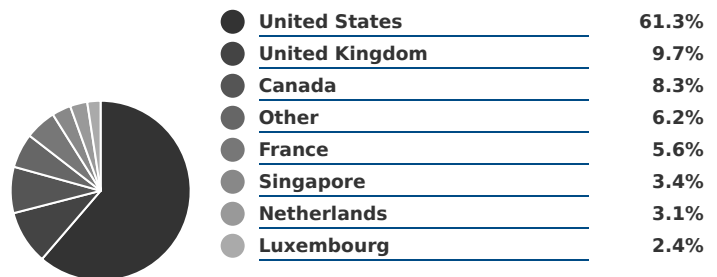 United States 61.3%
United Kingdom 9.7%
Canada 8.3%
Other 6.2%
France 5.6%
Singapore 3.4%
Netherlands 3.1%
Luxembourg 2.4%